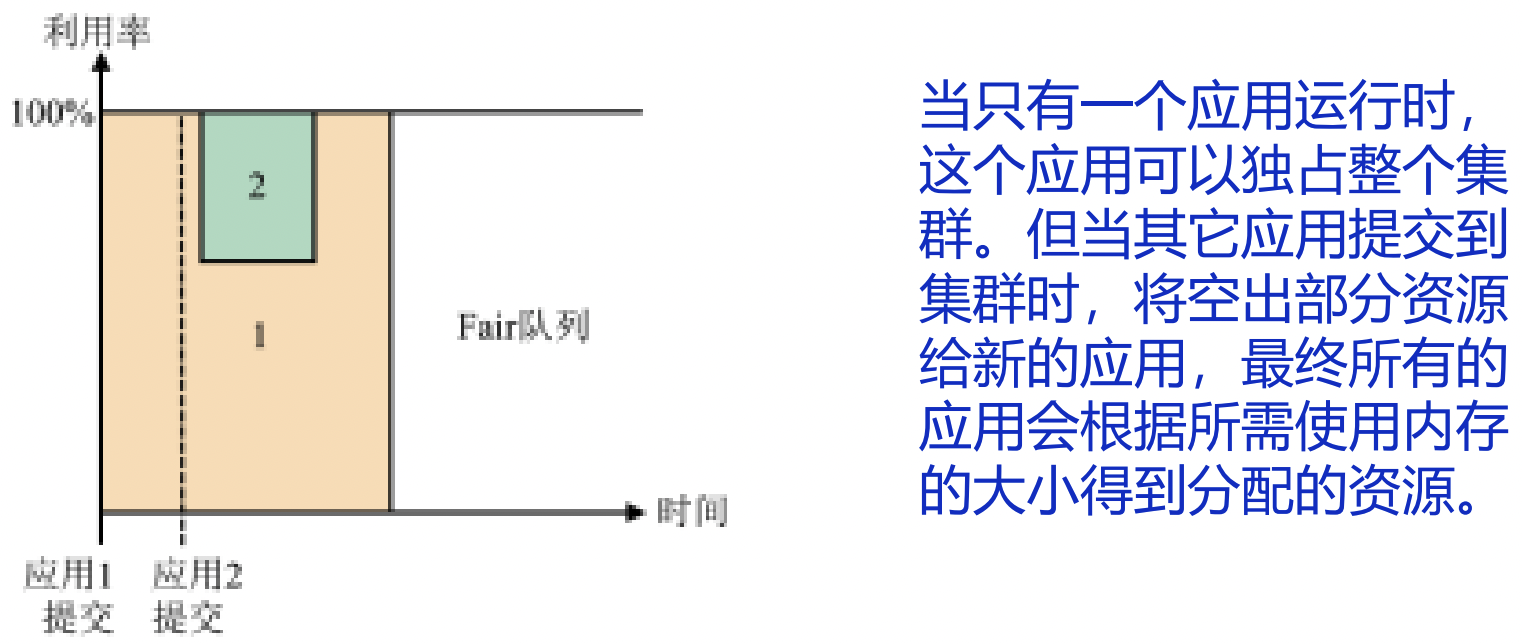 利用率
100%
2
1
Fair队列
时间
应用1
提交
应用2
提交
当只有一个应用运行时，
这个应用可以独占整个集
群。但当其它应用提交到
集群时，将空出部分资源
给新的应用，最终所有的
应用会根据所需使用内存
的大小得到分配的资源。